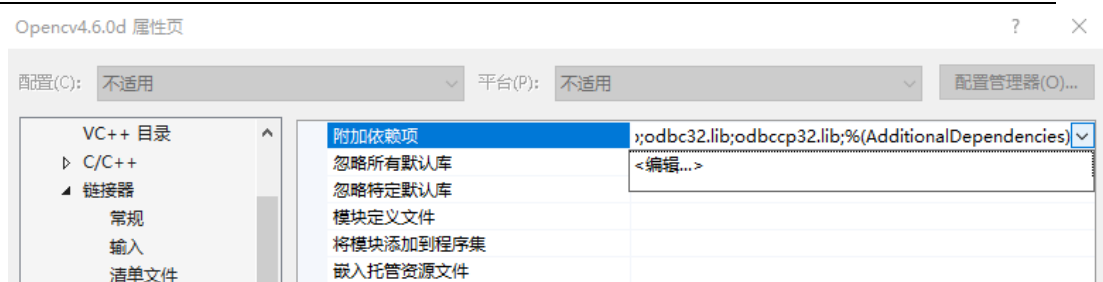 Opencv4.6.0d 属性页
配置(C): 不适用 平台(P): 不适用 配置管理器(O)...
VC++ 目录
C/C++
链接器
常规
输入
清单文件
附加依赖项 ;odbc32.lib;odbccp32.lib;%(AdditionalDependencies)
<编辑...>
忽略所有默认库
忽略特定默认库
模块定义文件
将模块添加到程序集
嵌入托管资源文件